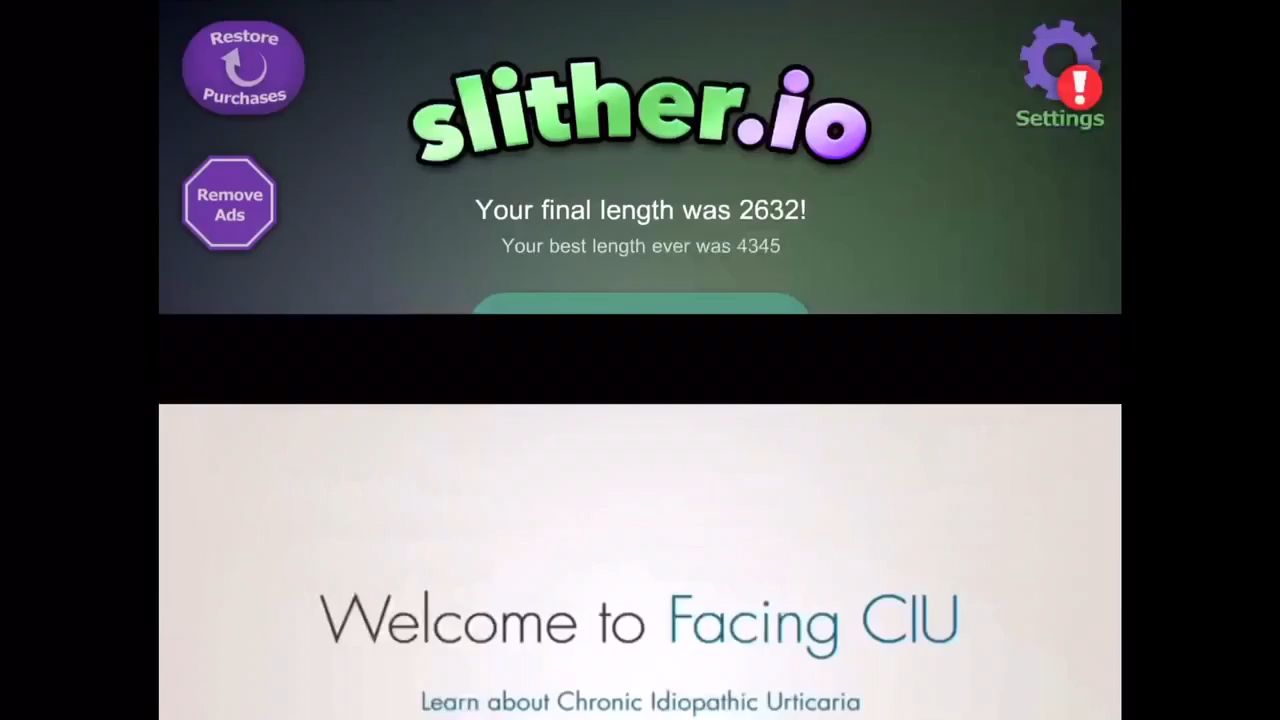 Restore
Purchases
slither.io
Settings
Remove
Ads
Your final length was 2632!
Your best length ever was 4345
Welcome to Facing CIU
Learn about Chronic Idiopathic Urticaria